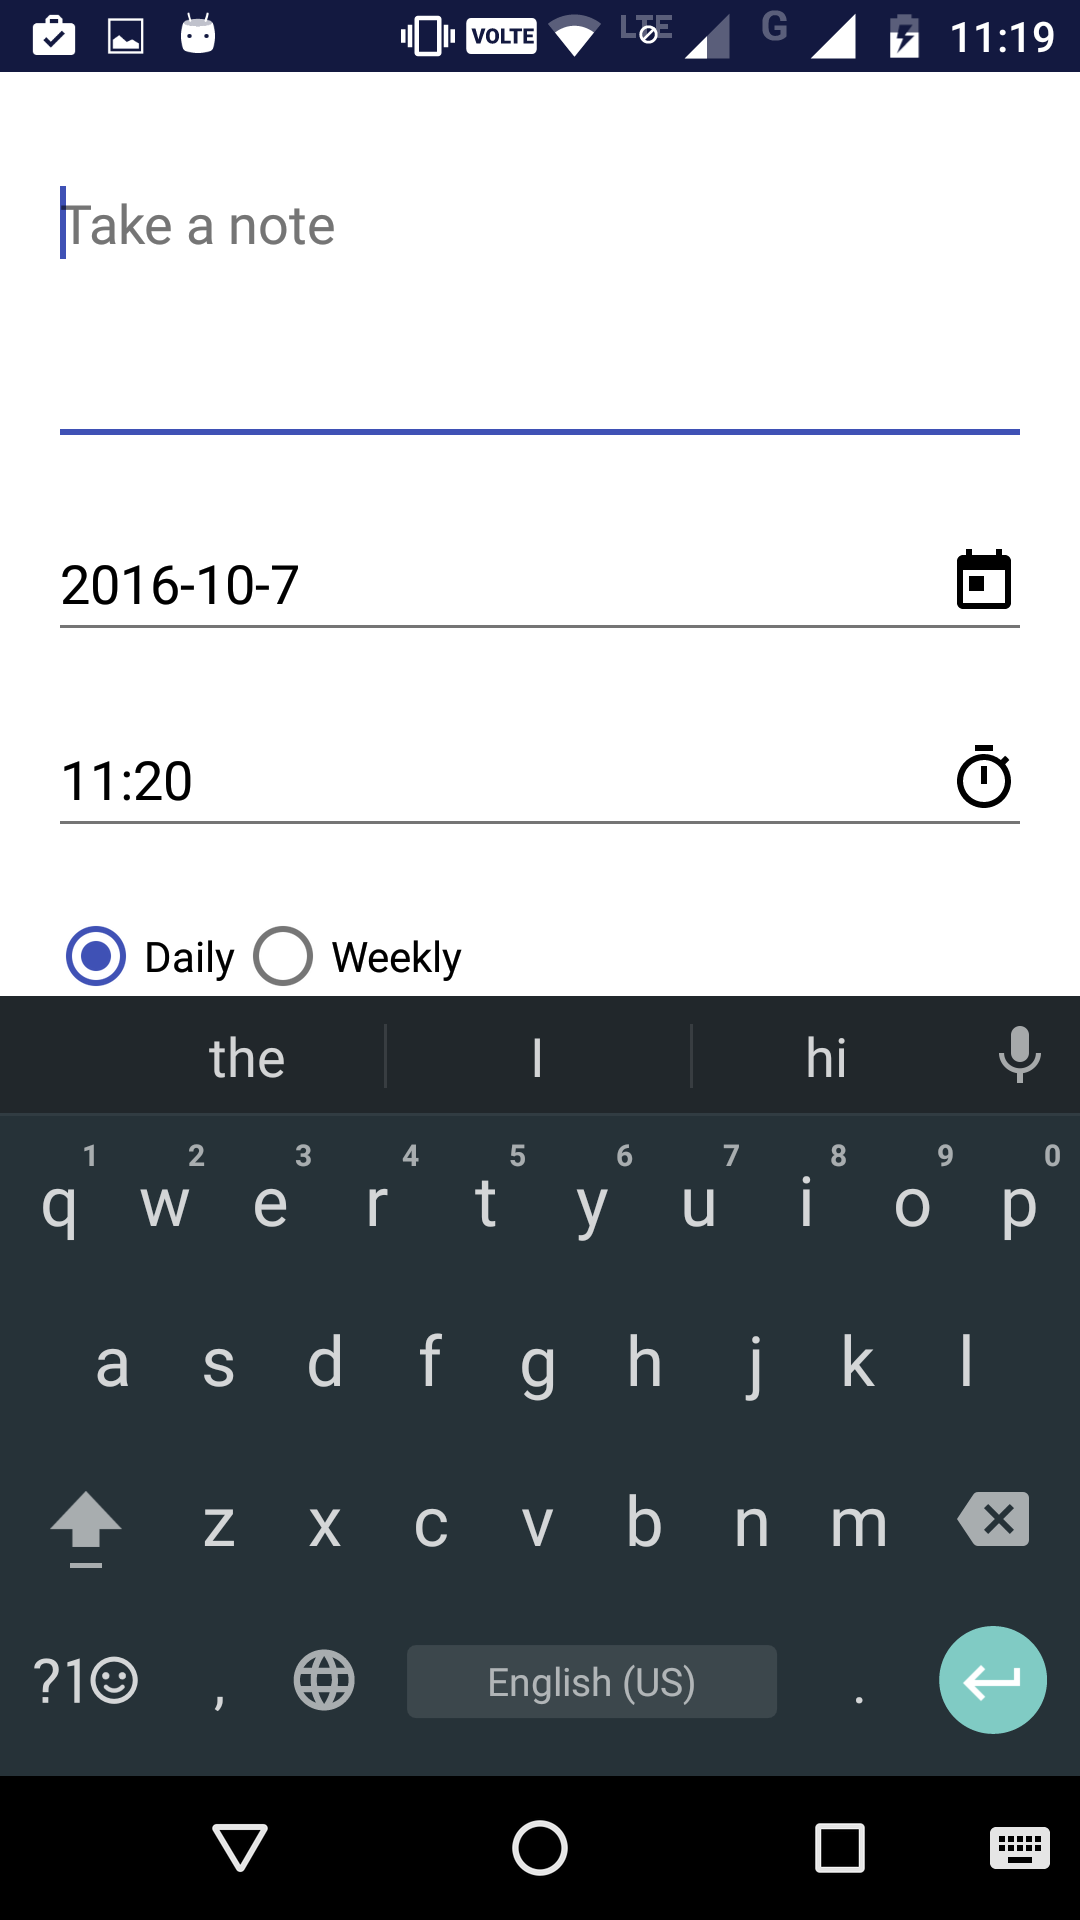 VOLTE LTE G 11:19
Take a note
2016-10-7
11:20
Daily Weekly
the I hi
1 2 3 4 5 6 7 8 9 0
q w e r t y u i o p
a s d f g h j k l
z x c v b n m
?1 , English (US) .